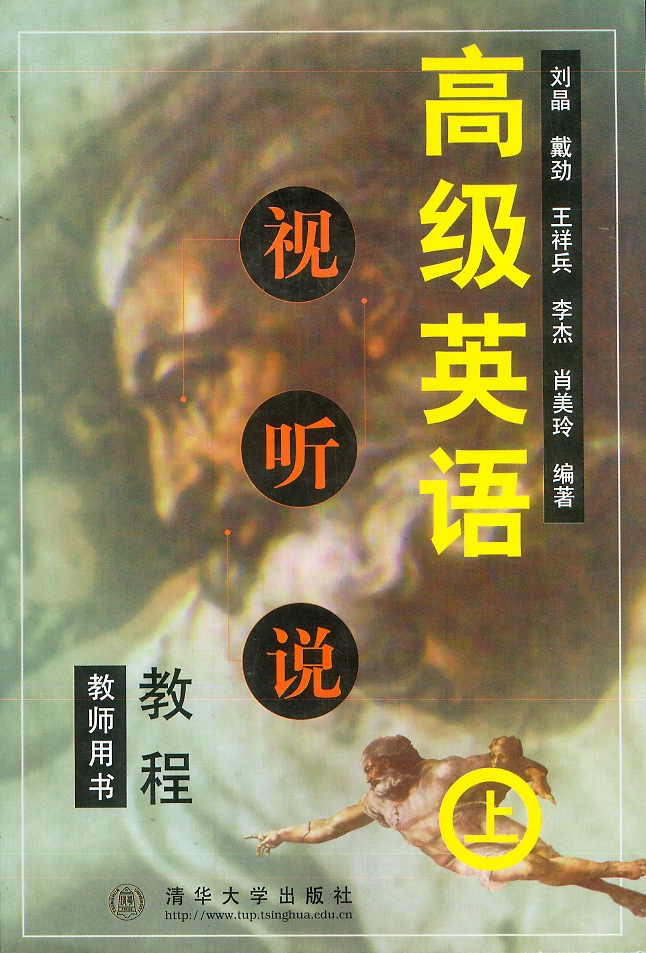 高级英语
视
听
说
教程
教师用书
上
刘晶 戴劲 王祥兵 李杰 肖美玲 编著
清华大学出版社
http://www.tup.tsinghua.edu.cn